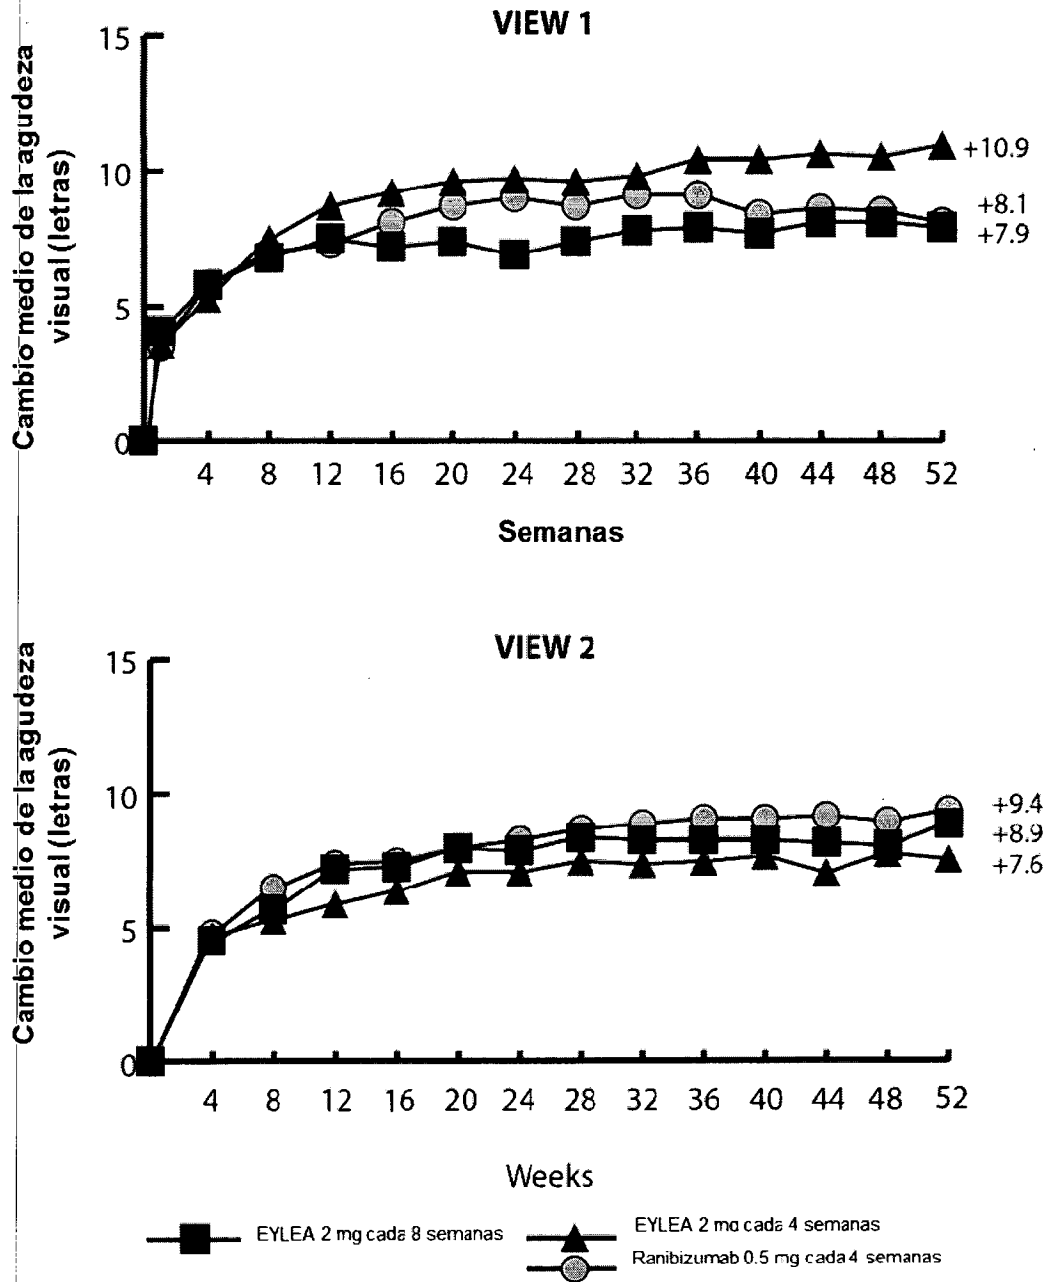 VIEW 1
Cambio medio de la agudeza
visual (letras)
15
10
5
0
+10.9
+8.1
+7.9
4 8 12 16 20 24 28 32 36 40 44 48 52
Semanas
VIEW 2
Cambio medio de la agudeza
visual (letras)
15
10
5
0
+9.4
+8.9
+7.6
4 8 12 16 20 24 28 32 36 40 44 48 52
Weeks
EYLEA 2 mg cada 8 semanas
EYLEA 2 mg cada 4 semanas
Ranibizumab 0.5 mg cada 4 semanas